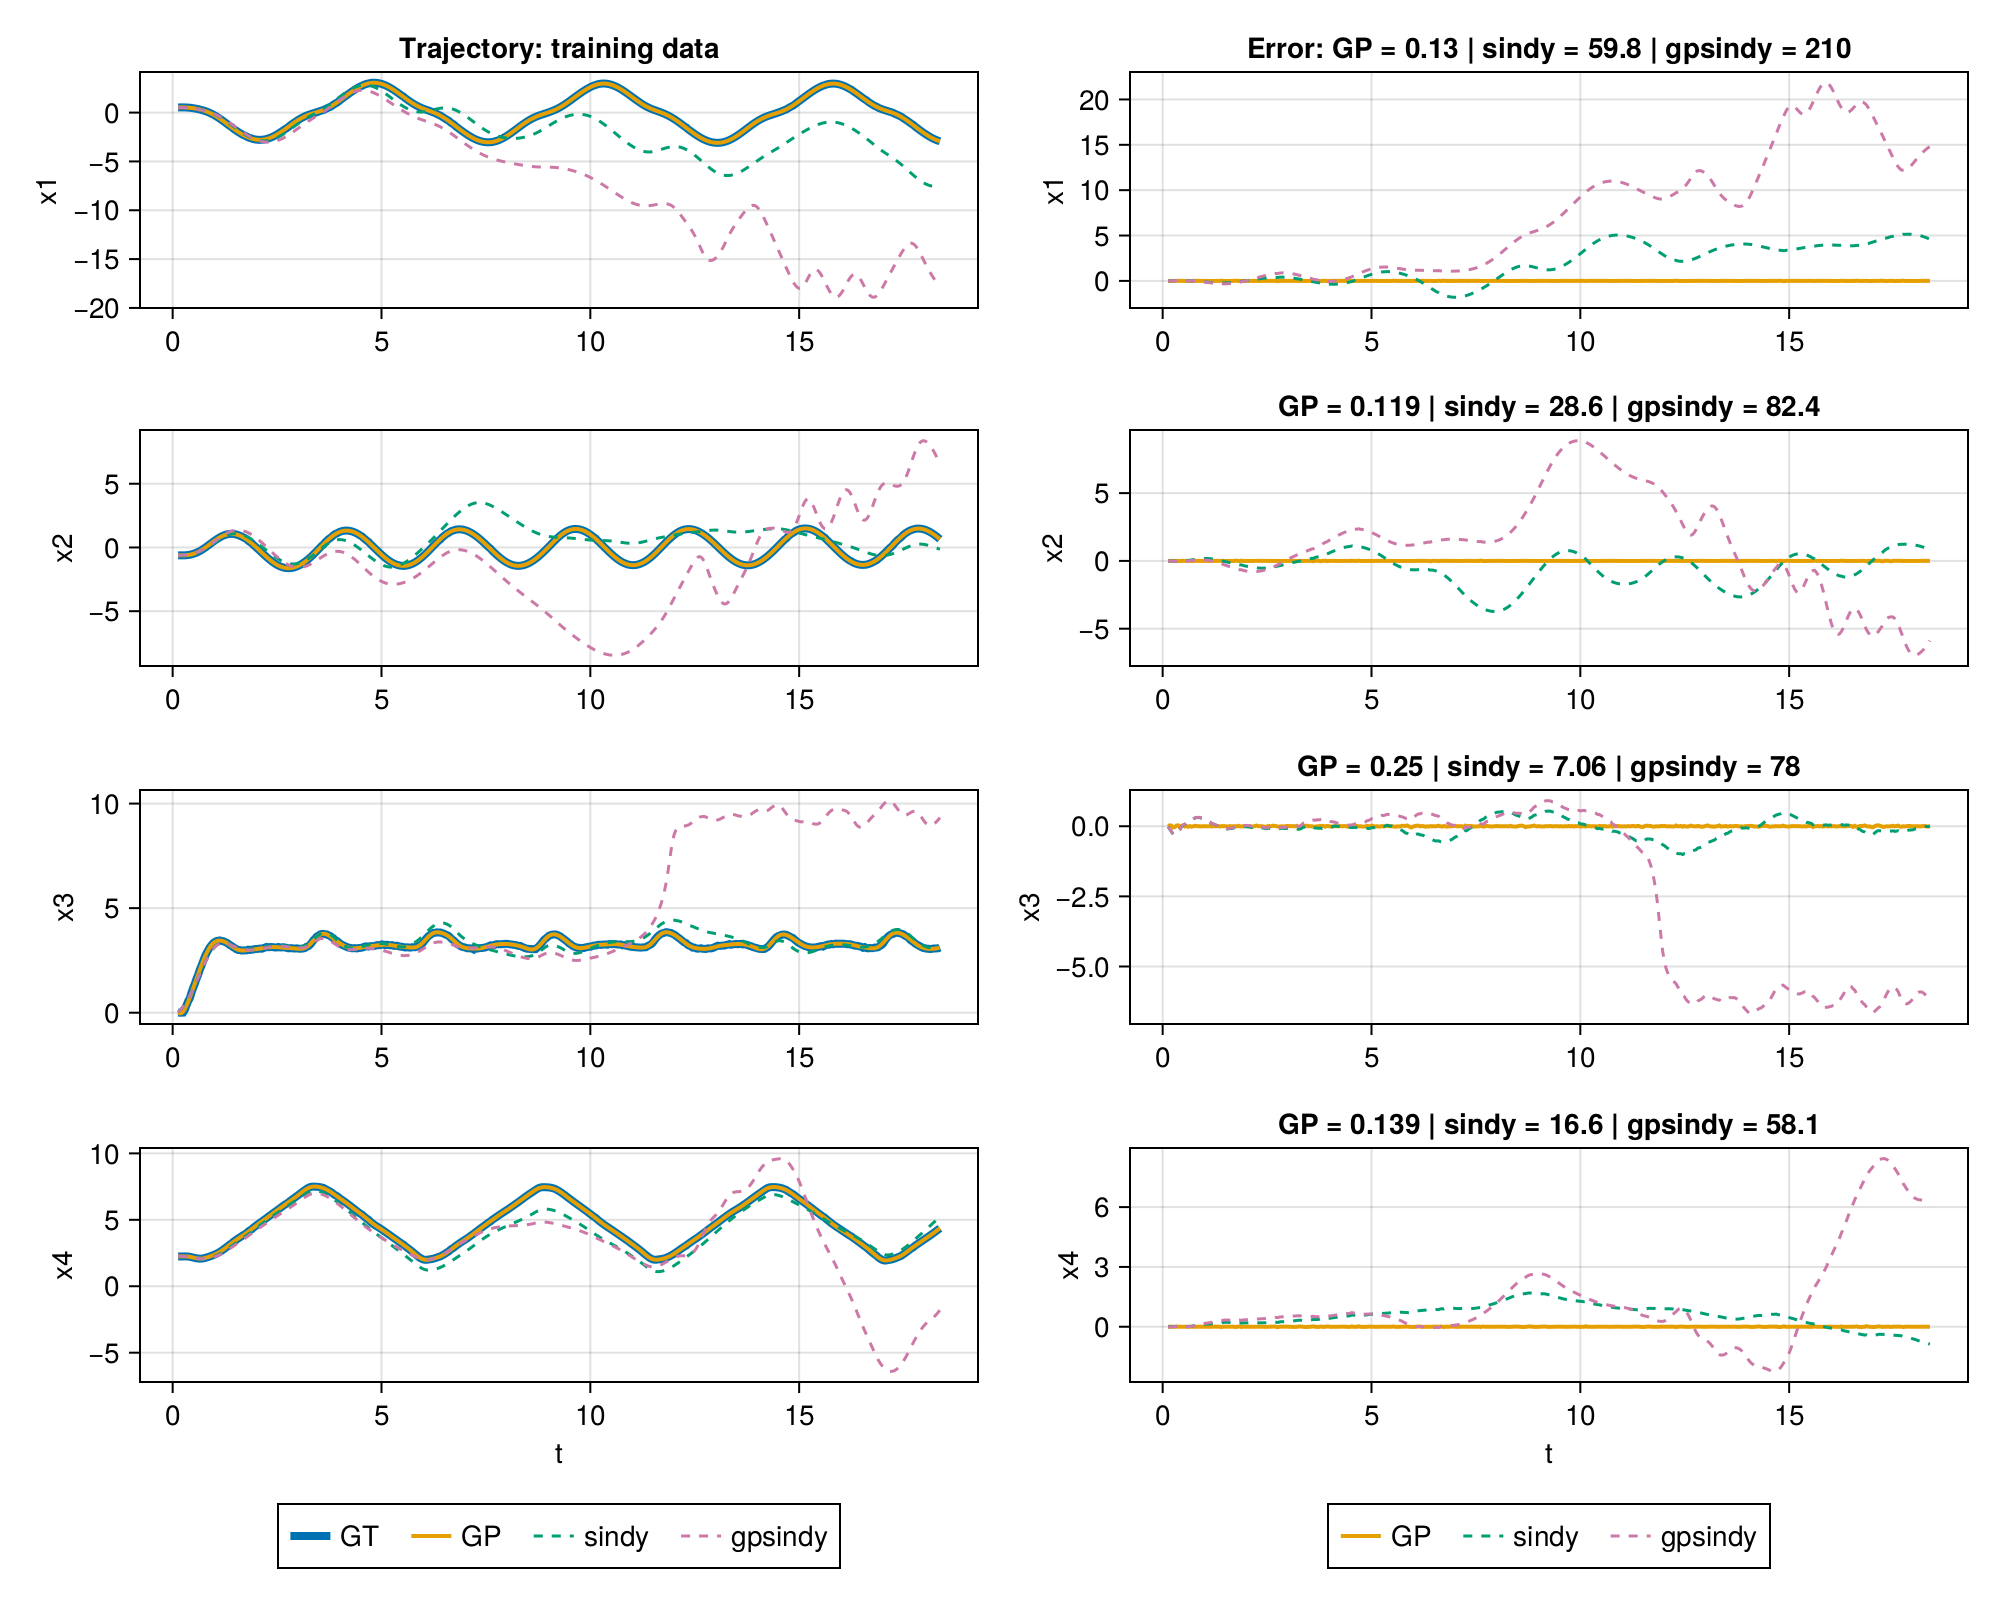 Trajectory: training data
Error: GP = 0.13 | sindy = 59.8 | gpsindy = 210
x1
0
−5
−10
−15
−20
0 5 10 15
x1
20
15
10
5
0
0 5 10 15
GP = 0.119 | sindy = 28.6 | gpsindy = 82.4
x2
5
0
−5
0 5 10 15
x2
5
0
−5
0 5 10 15
GP = 0.25 | sindy = 7.06 | gpsindy = 78
x3
10
5
0
0 5 10 15
x3
0.0
−2.5
−5.0
0 5 10 15
GP = 0.139 | sindy = 16.6 | gpsindy = 58.1
x4
10
5
0
−5
0 5 10 15
t
x4
6
3
0
0 5 10 15
t
GT GP sindy gpsindy
GP sindy gpsindy